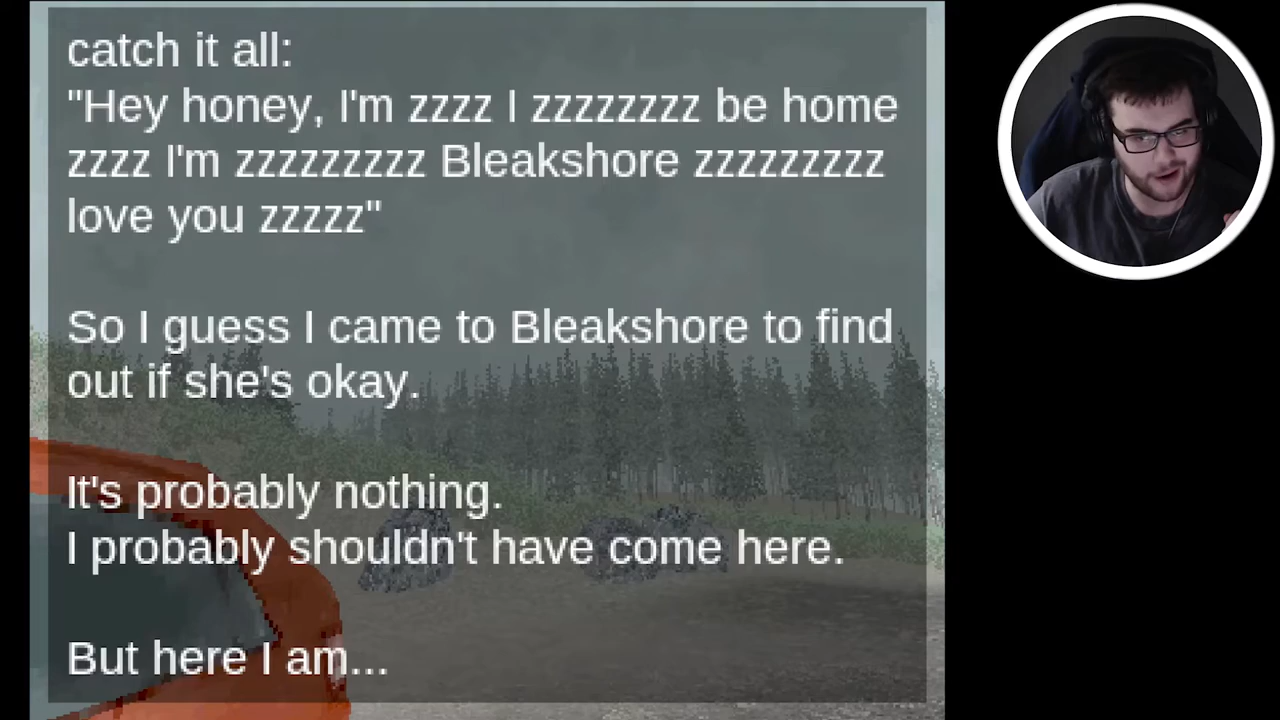 catch it all:
"Hey honey, I'm zzzz I zzzzzzzz be home
zzzz I'm zzzzzzzzz Bleakshore zzzzzzzzz
love you zzzzz"
So I guess I came to Bleakshore to find
out if she's okay.
It's probably nothing.
I probably shouldn't have come here.
But here I am...